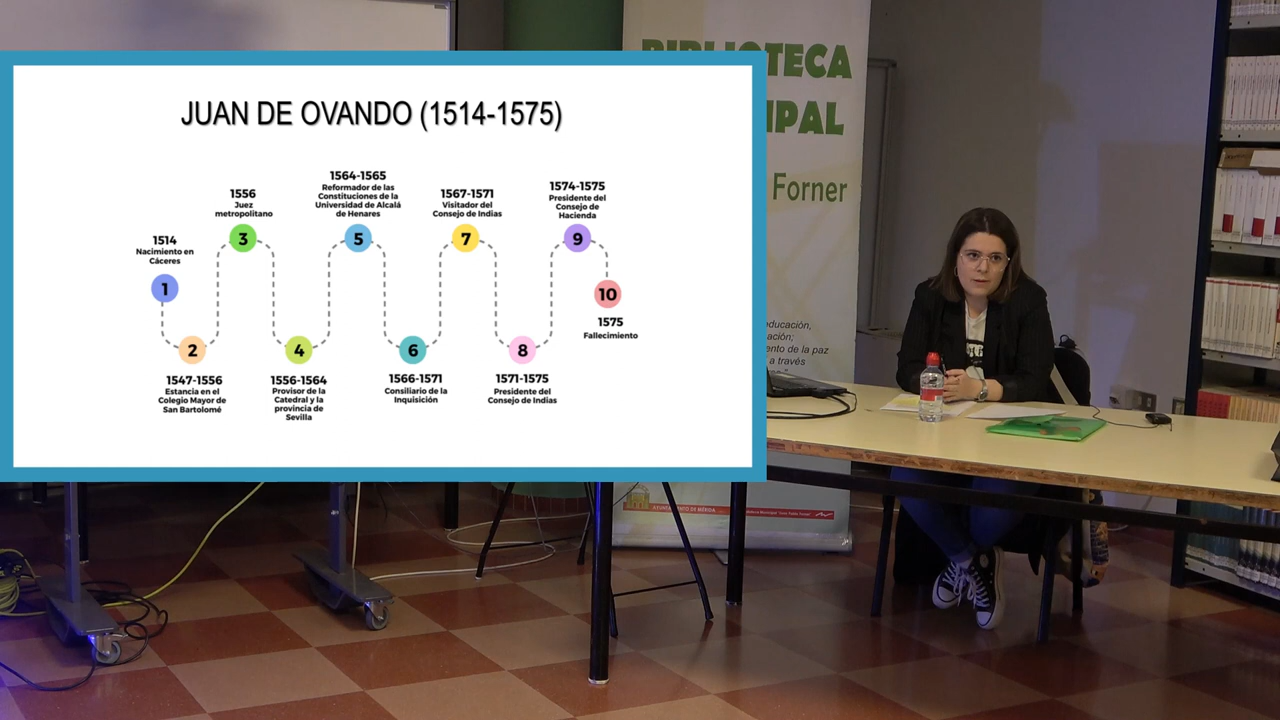 JUAN DE OVANDO (1514-1575)
1514
Nacimiento en
Cáceres
1
1547-1556
Estancia en el
Colegio Mayor de
San Bartolomé
2
1556
Juez
metropolitano
3
1556-1564
Provisor de la
Catedral y la
provincia de
Sevilla
4
1564-1565
Reformador de las
Constituciones de la
Universidad de Alcalá
de Henares
5
1566-1571
Consiliario de la
Inquisición
6
1567-1571
Visitador del
Consejo de Indias
7
1571-1575
Presidente del
Consejo de Indias
8
1574-1575
Presidente del
Consejo de
Hacienda
9
10
1575
Fallecimiento
BIBLIOTECA
IPAL
Forner
educación,
ación;
ento de la paz
a través
AYUNTAMIENTO DE MÉRIDA